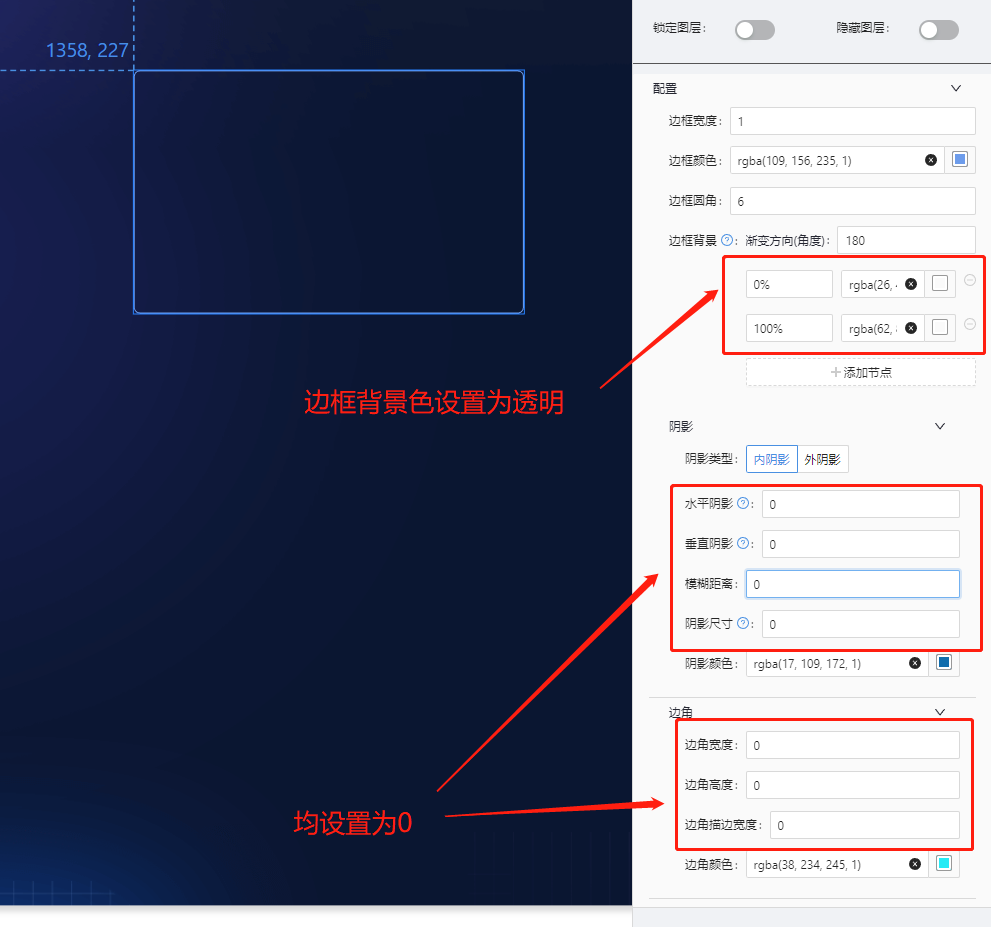 锁定图层: 隐藏图层:
1358, 227
配置
边框宽度: 1
边框颜色: rgba(109, 156, 235, 1)
边框圆角: 6
边框背景 ?: 渐变方向(角度): 180
0% rgba(26,
100% rgba(62,
+添加节点
边框背景色设置为透明
阴影
阴影类型: 内阴影 外阴影
水平阴影 ?: 0
垂直阴影 ?: 0
模糊距离: 0
阴影尺寸 ?: 0
阴影颜色: rgba(17, 109, 172, 1)
边角
边角宽度: 0
边角高度: 0
均设置为0
边角描边宽度: 0
边角颜色: rgba(38, 234, 245, 1)